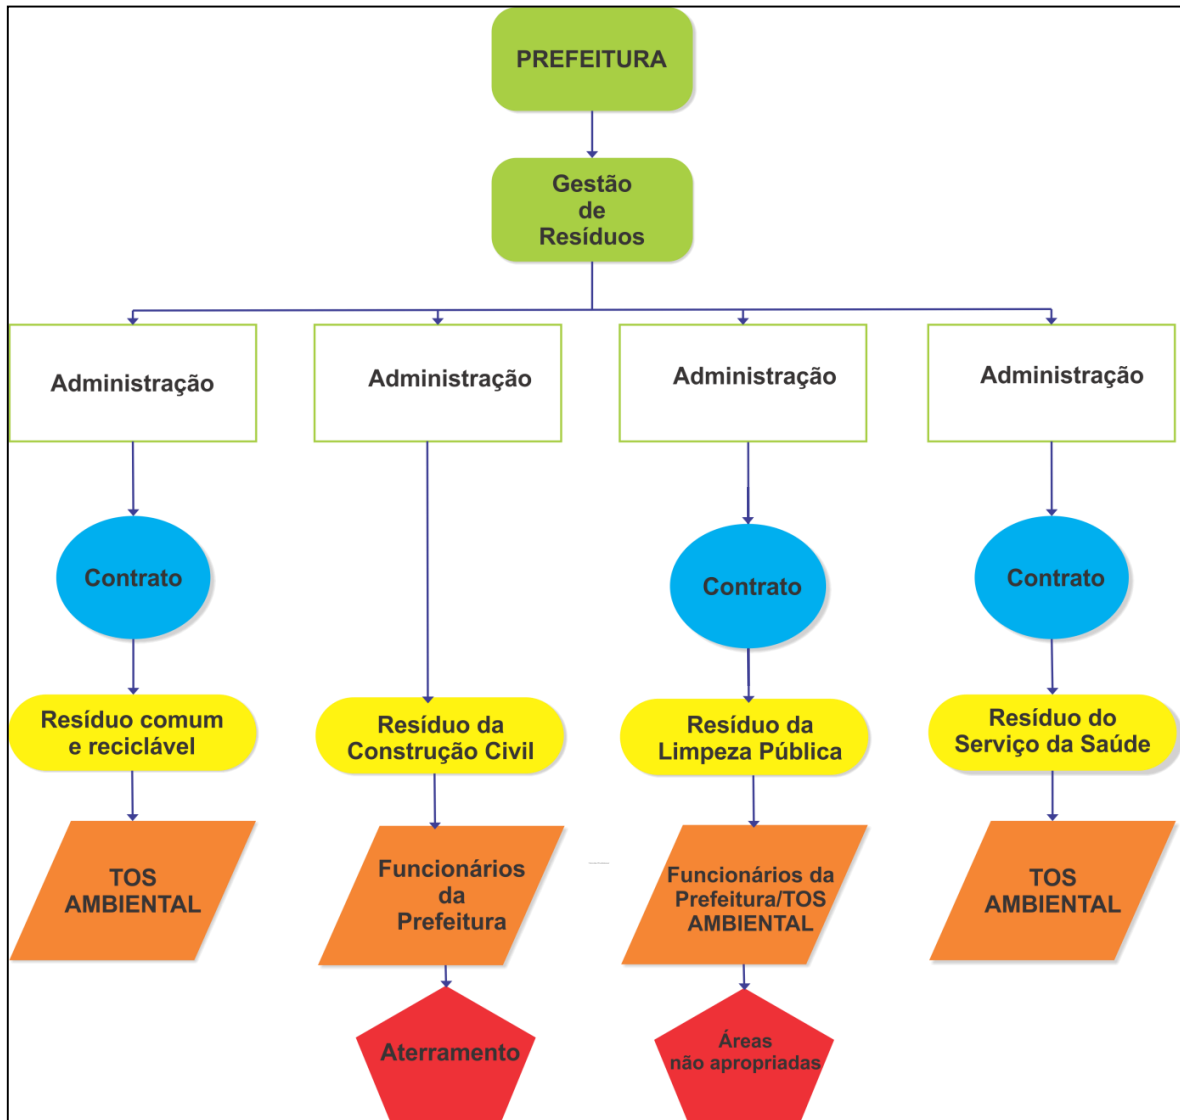 PREFEITURA
Gestão
de
Resíduos
Administração
Administração
Administração
Administração
Contrato
Contrato
Contrato
Resíduo comum
e reciclável
Resíduo da
Construção Civil
Resíduo da
Limpeza Pública
Resíduo do
Serviço da Saúde
TOS
AMBIENTAL
Funcionários
da
Prefeitura
Funcionários da
Prefeitura/TOS
AMBIENTAL
TOS
AMBIENTAL
Aterramento
Áreas
não apropriadas